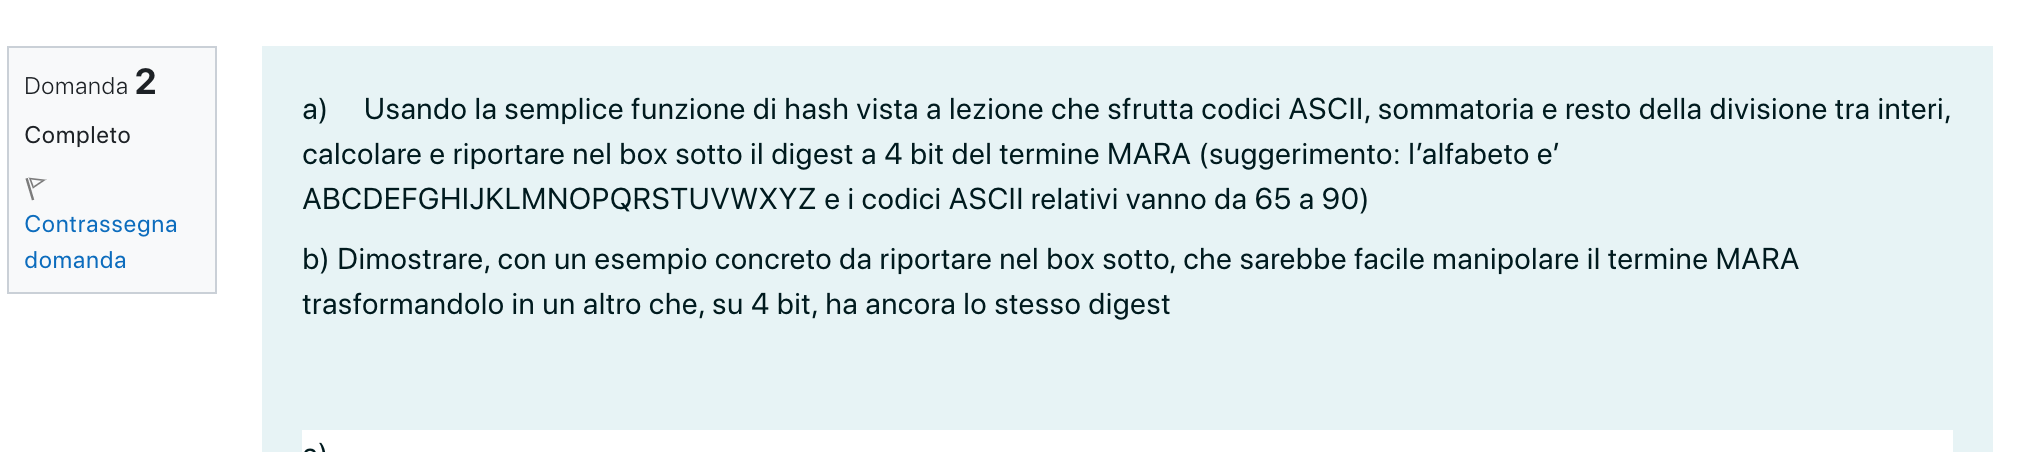 Domanda 2
Completo
Contrassegna
domanda
a) Usando la semplice funzione di hash vista a lezione che sfrutta codici ASCII, sommatoria e resto della divisione tra interi,
calcolare e riportare nel box sotto il digest a 4 bit del termine MARA (suggerimento: l’alfabeto e’
ABCDEFGHIJKLMNOPQRSTUVWXYZ e i codici ASCII relativi vanno da 65 a 90)
b) Dimostrare, con un esempio concreto da riportare nel box sotto, che sarebbe facile manipolare il termine MARA
trasformandolo in un altro che, su 4 bit, ha ancora lo stesso digest